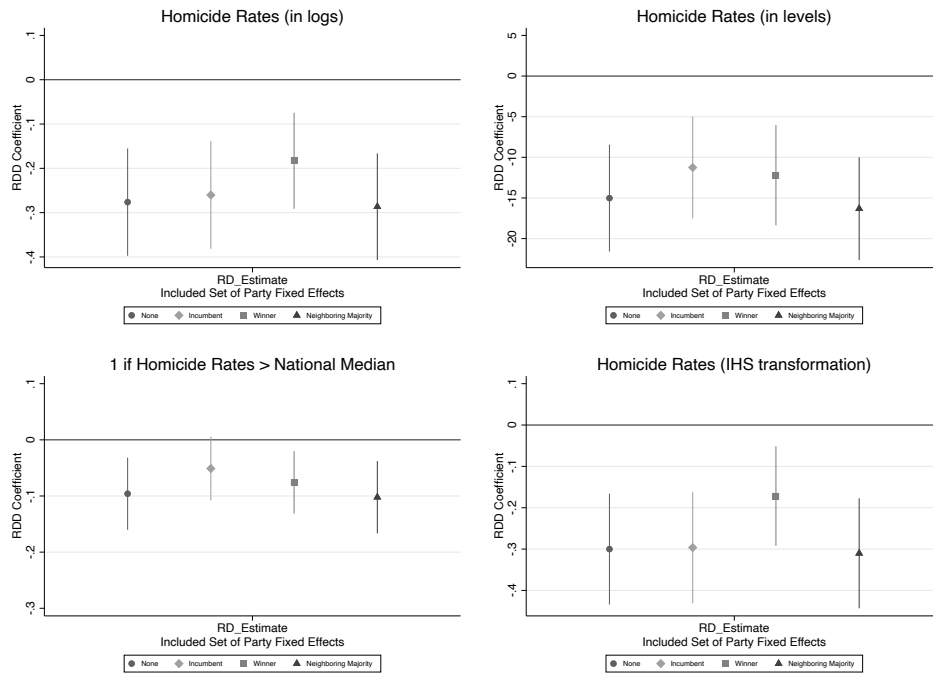 Homicide Rates (in logs)
RDD Coefficient
.1
0
-.1
-.2
-.3
-.4
RD_Estimate
Included Set of Party Fixed Effects
None Incumbent Winner Neighboring Majority
Homicide Rates (in levels)
RDD Coefficient
5
0
-5
-10
-15
-20
RD_Estimate
Included Set of Party Fixed Effects
None Incumbent Winner Neighboring Majority
1 if Homicide Rates > National Median
RDD Coefficient
.1
0
-.1
-.2
-.3
RD_Estimate
Included Set of Party Fixed Effects
None Incumbent Winner Neighboring Majority
Homicide Rates (IHS transformation)
RDD Coefficient
.1
0
-.1
-.2
-.3
-.4
RD_Estimate
Included Set of Party Fixed Effects
None Incumbent Winner Neighboring Majority